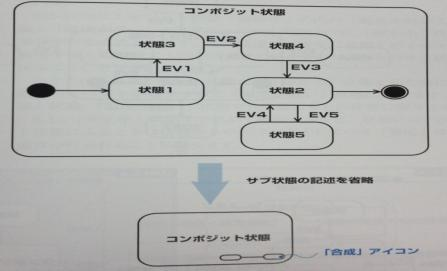 コンポジット状態
状態3
EV2
状態4
EV1
EV3
状態1
状態2
EV4
EV5
状態5
サブ状態の記述を省略
コンポジット状態
「合成」アイコン